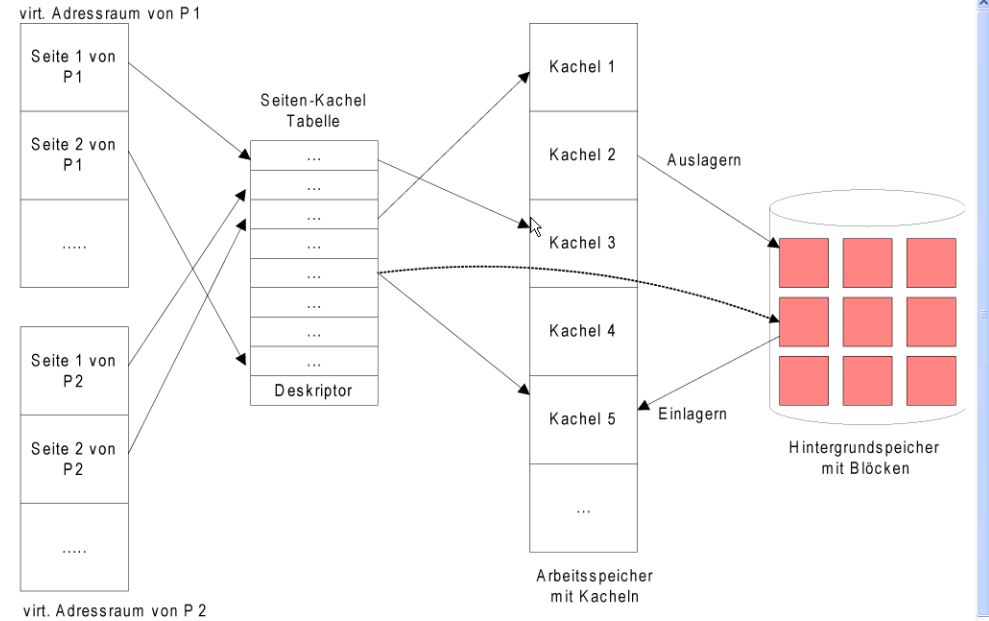 virt. Adressraum von P1
Seite 1 von
P1
Seite 2 von
P1
.....
Seite 1 von
P2
Seite 2 von
P2
.....
virt. Adressraum von P2
Seiten-Kachel
Tabelle
...
...
...
...
...
...
...
...
Deskriptor
Kachel 1
Kachel 2
Kachel 3
Kachel 4
Kachel 5
...
Arbeitsspeicher
mit Kacheln
Auslagern
Einlagern
Hintergrundspeicher
mit Blöcken